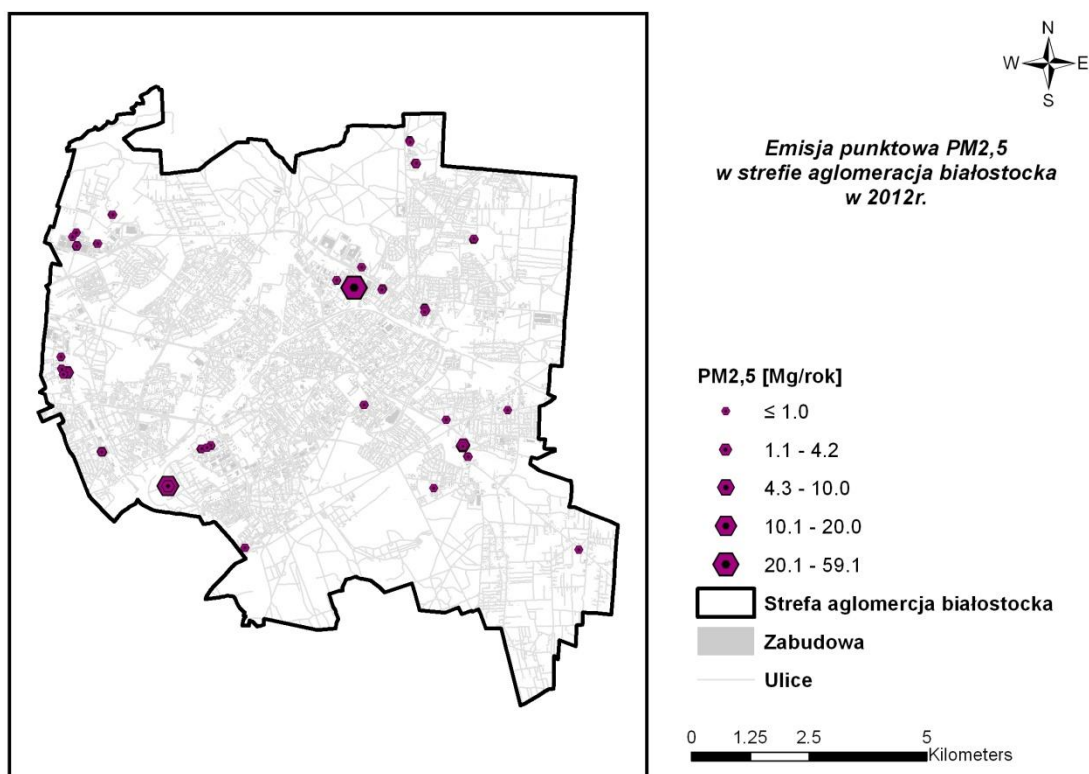 N
W E
S
Emisja punktowa PM2,5
w strefie aglomeracja białostocka
w 2012r.
PM2,5 [Mg/rok]
≤ 1.0
1.1 - 4.2
4.3 - 10.0
10.1 - 20.0
20.1 - 59.1
Strefa aglomercja białostocka
Zabudowa
Ulice
0 1.25 2.5 5
Kilometers